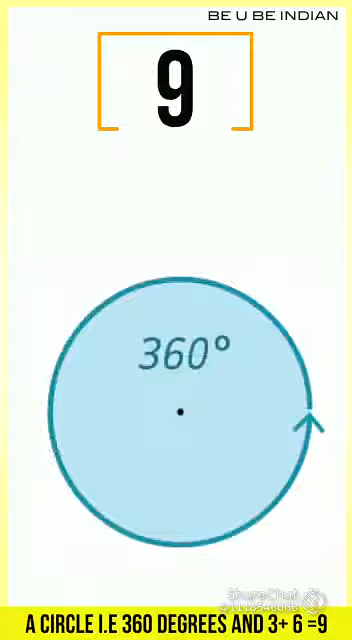 BE U BE INDIAN
9
360°
ShareChat
A CIRCLE I.E 360 DEGREES AND 3+ 6 =9